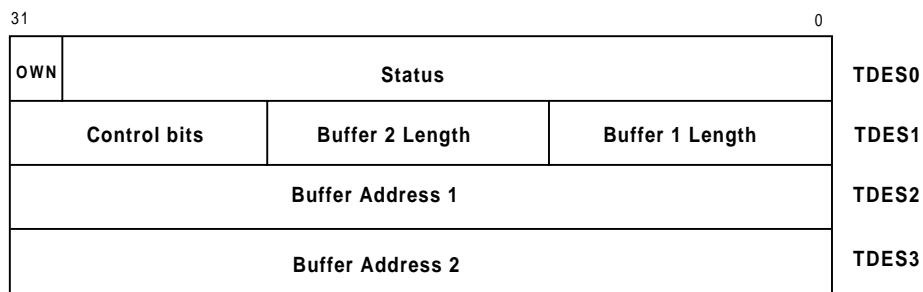 31 0
OWN Status TDES0
Control bits Buffer 2 Length Buffer 1 Length TDES1
Buffer Address 1 TDES2
Buffer Address 2 TDES3